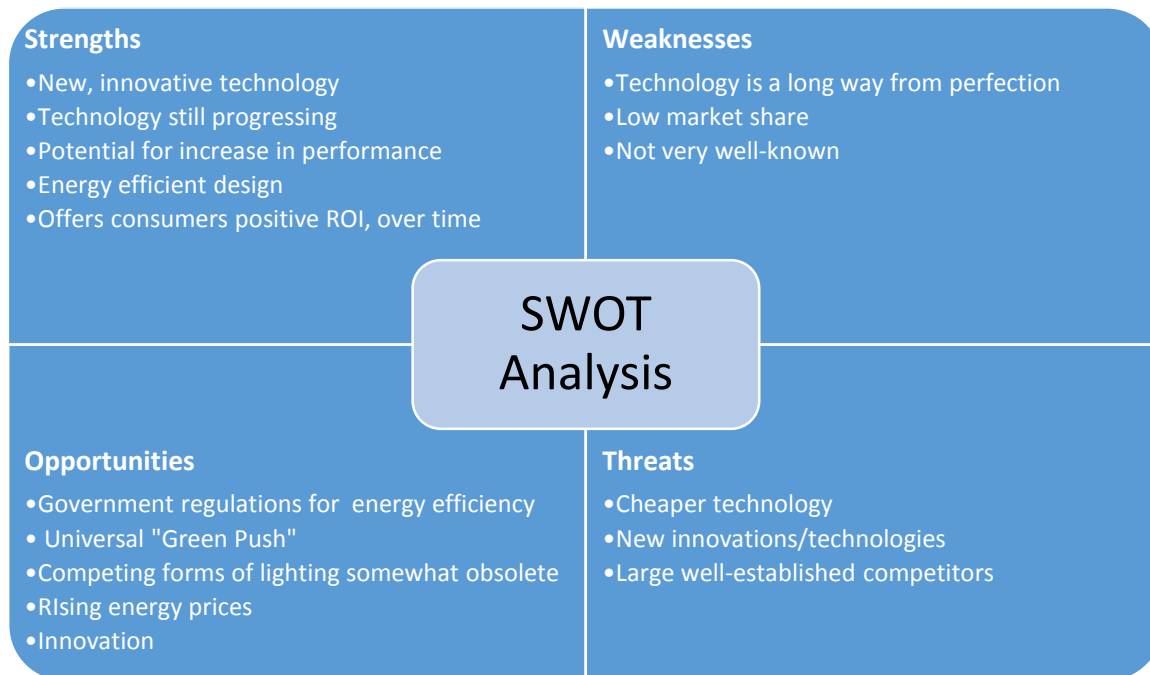 Strengths
•New, innovative technology
•Technology still progressing
•Potential for increase in performance
•Energy efficient design
•Offers consumers positive ROI, over time
Weaknesses
•Technology is a long way from perfection
•Low market share
•Not very well-known
SWOT
Analysis
Opportunities
•Government regulations for  energy efficiency
• Universal "Green Push"
•Competing forms of lighting somewhat obsolete
•RIsing energy prices
•Innovation
Threats
•Cheaper technology
•New innovations/technologies
•Large well-established competitors